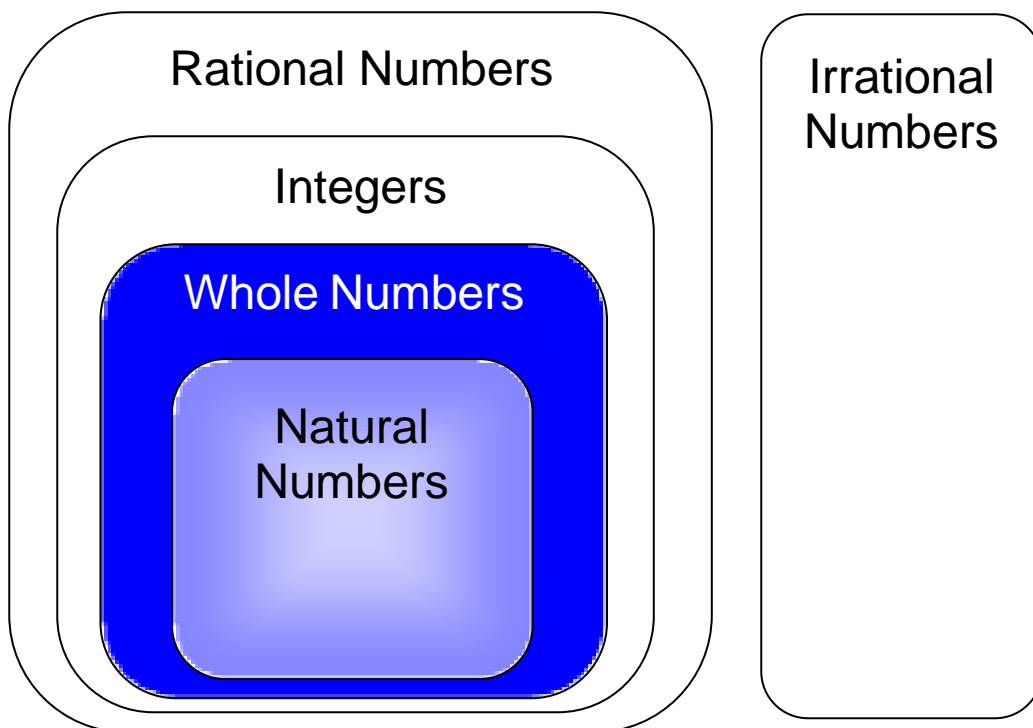 Rational Numbers
Irrational
Numbers
Integers
Whole Numbers
Natural
Numbers